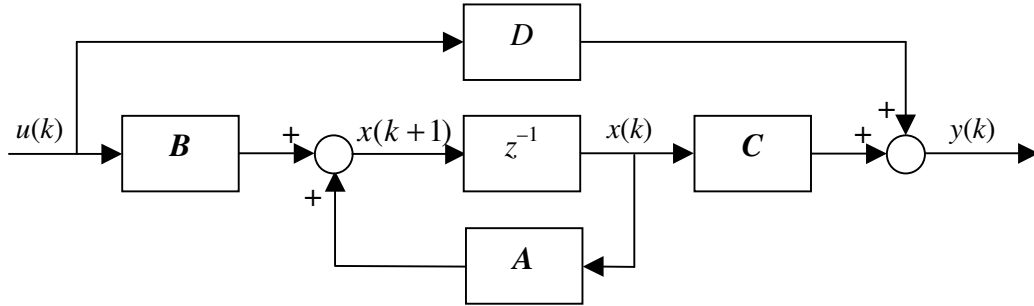 D
u(k) B + x(k + 1) z⁻¹ x(k) C + + y(k)
+ A